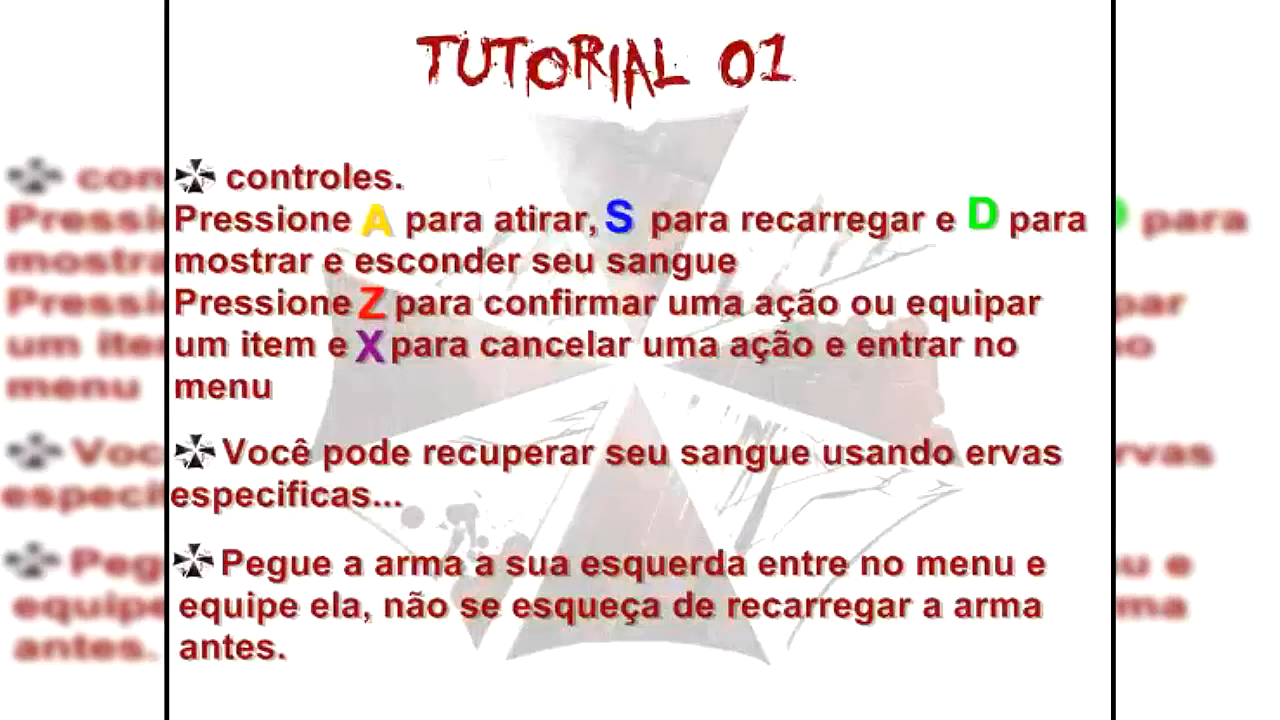 TUTORIAL 01
controles.
Pressione A para atirar, S para recarregar e D para
mostrar e esconder seu sangue
Pressione Z para confirmar uma ação ou equipar
um item e X para cancelar uma ação e entrar no
menu
Você pode recuperar seu sangue usando ervas
especificas...
Pegue a arma a sua esquerda entre no menu e
equipe ela, não se esqueça de recarregar a arma
antes.